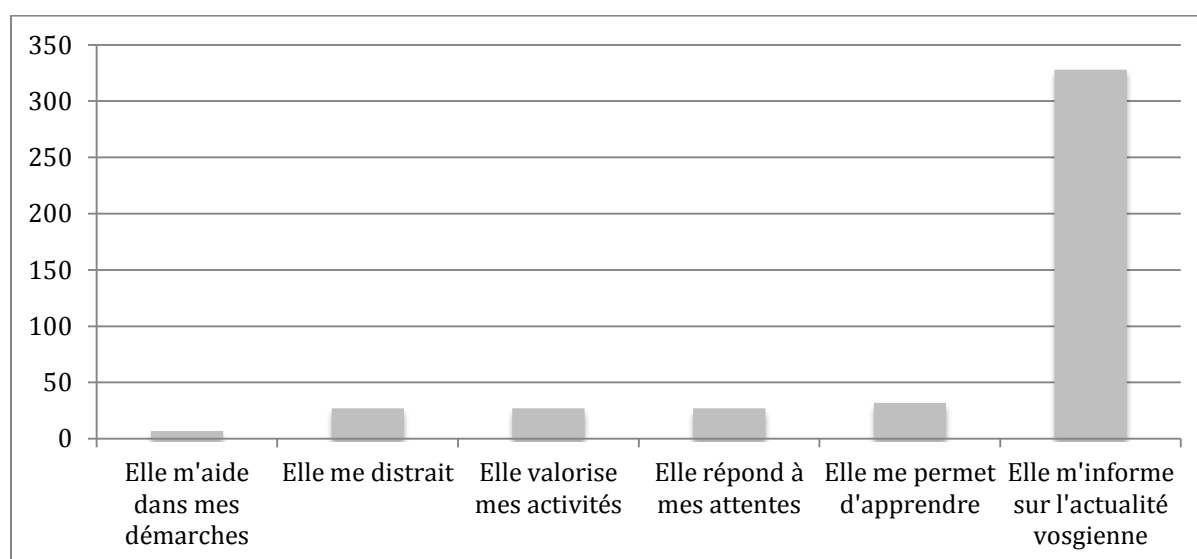 350
300
250
200
150
100
50
0
Elle m'aide
dans mes
démarches
Elle me distrait
Elle valorise
mes activités
Elle répond à
mes attentes
Elle me permet
d'apprendre
Elle m'informe
sur l'actualité
vosgienne